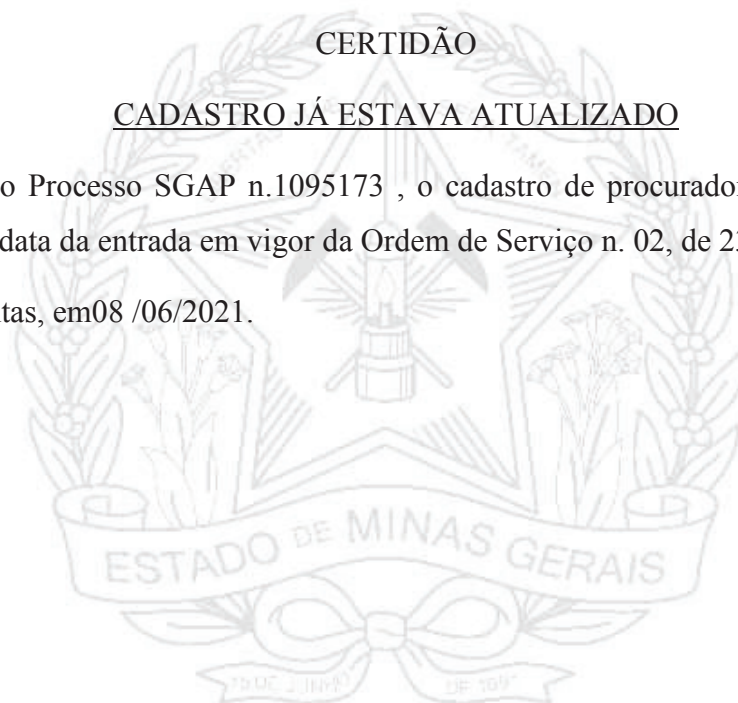 CERTIDÃO
CADASTRO JÁ ESTAVA ATUALIZADO
o Processo SGAP n.1095173 , o cadastro de procurador
data da entrada em vigor da Ordem de Serviço n. 02, de
tas, em08 /06/2021.
ESTADO DE MINAS GERAIS